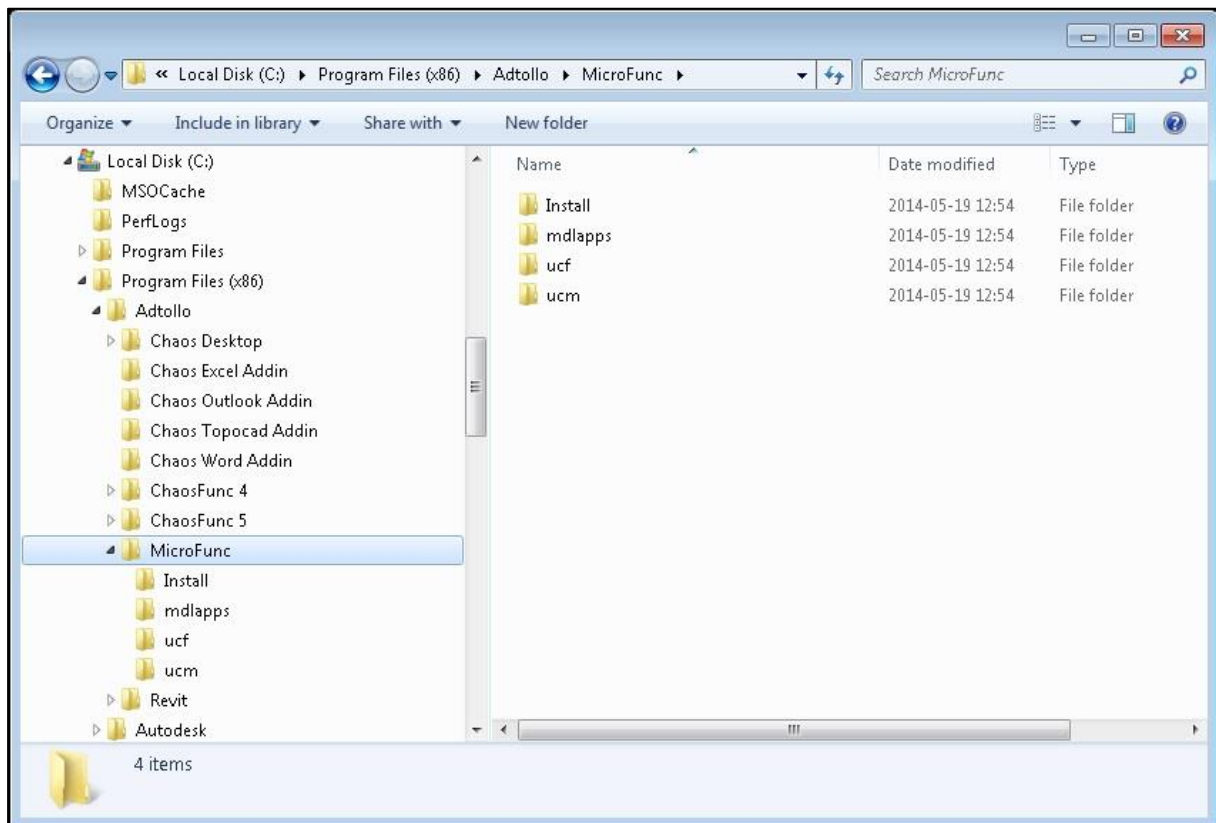 « Local Disk (C:) ▸ Program Files (x86) ▸ Adtollo ▸ MicroFunc ▸ Search MicroFunc
Organize Include in library Share with New folder
Local Disk (C:)
MSOCache
PerfLogs
Program Files
Program Files (x86)
Adtollo
Chaos Desktop
Chaos Excel Addin
Chaos Outlook Addin
Chaos Topocad Addin
Chaos Word Addin
ChaosFunc 4
ChaosFunc 5
MicroFunc
Install
mdlapps
ucf
ucm
Revit
Autodesk
Name Date modified Type
Install 2014-05-19 12:54 File folder
mdlapps 2014-05-19 12:54 File folder
ucf 2014-05-19 12:54 File folder
ucm 2014-05-19 12:54 File folder
4 items